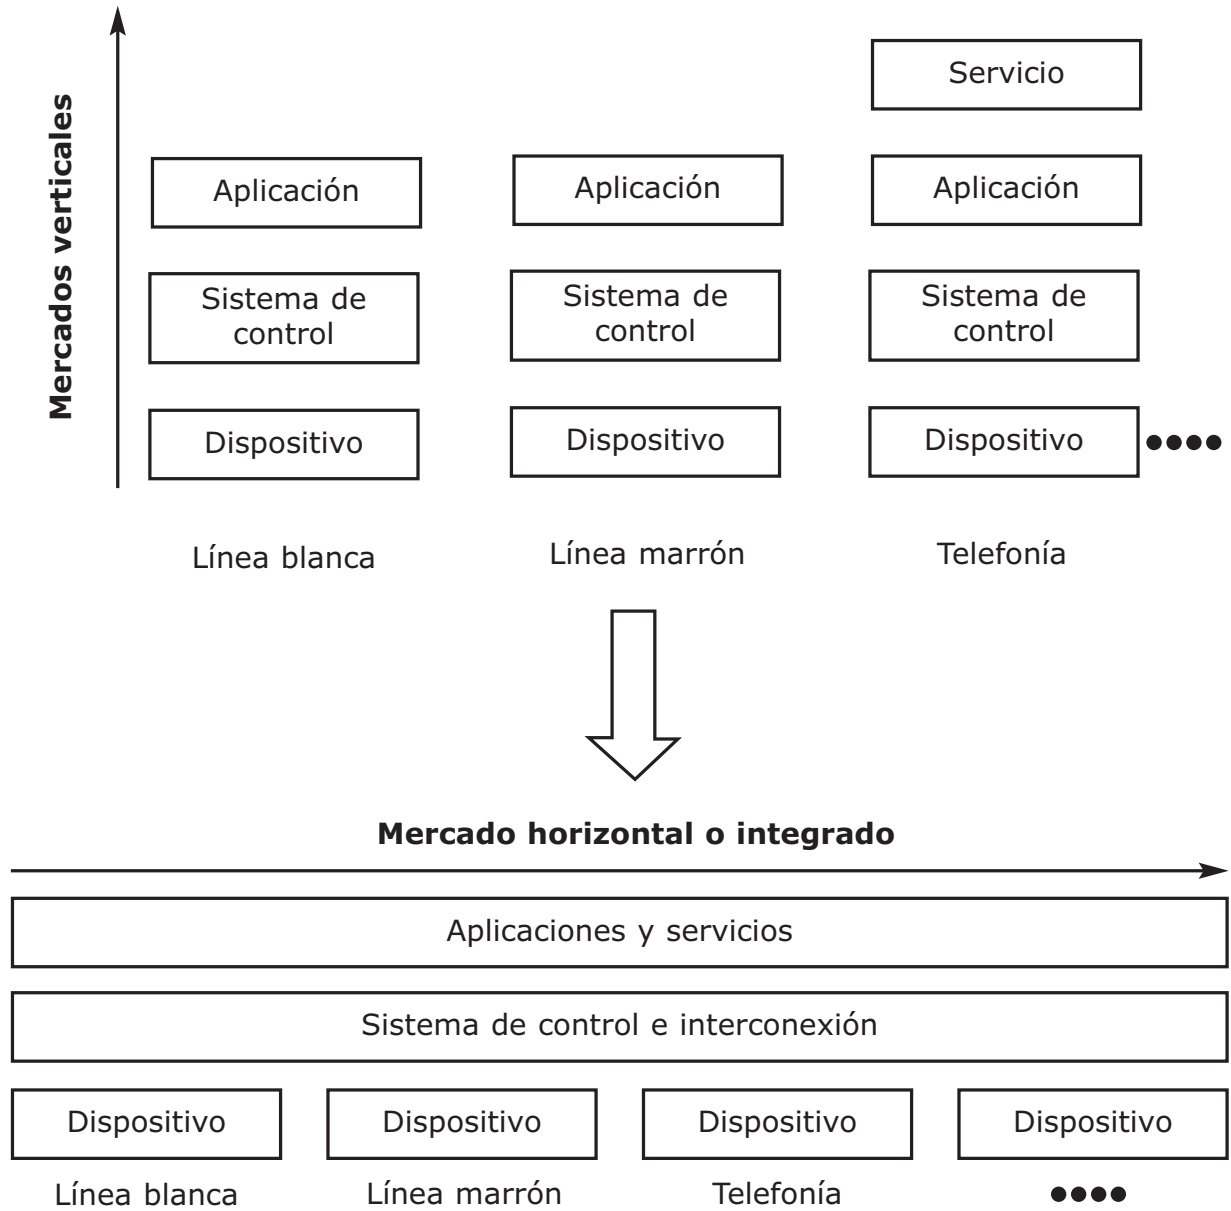 Mercados verticales
Servicio
Aplicación
Aplicación
Aplicación
Sistema de
control
Sistema de
control
Sistema de
control
Dispositivo
Dispositivo
Dispositivo
Línea blanca
Línea marrón
Telefonía
Mercado horizontal o integrado
Aplicaciones y servicios
Sistema de control e interconexión
Dispositivo
Dispositivo
Dispositivo
Dispositivo
Línea blanca
Línea marrón
Telefonía